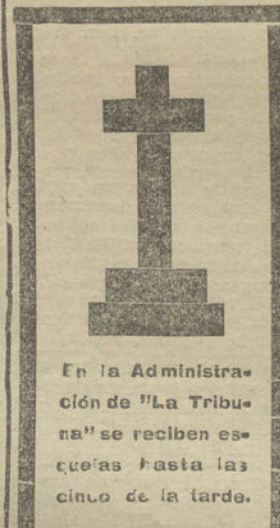 En la Administra-
ción de "La Tribu-
na" se reciben es-
quelas hasta las
cinco de la tarde.